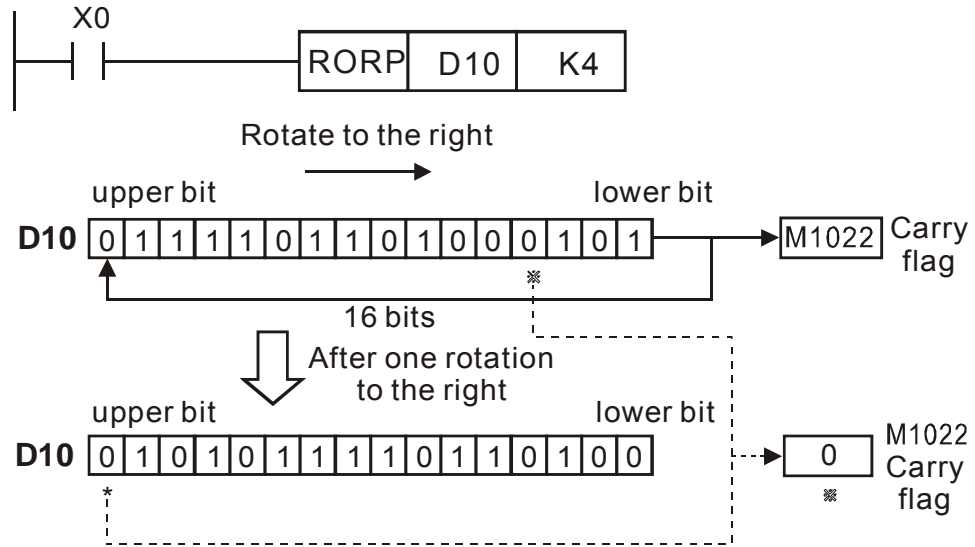 X0
RORP D10 K4
Rotate to the right
upper bit lower bit
D10 0 1 1 1 1 0 1 1 0 1 0 0 0 1 0 1 M1022 Carry flag
※
16 bits
After one rotation
to the right
upper bit lower bit
D10 0 1 0 1 0 1 1 1 1 0 1 1 0 1 0 0 0 M1022
Carry
flag
* ※